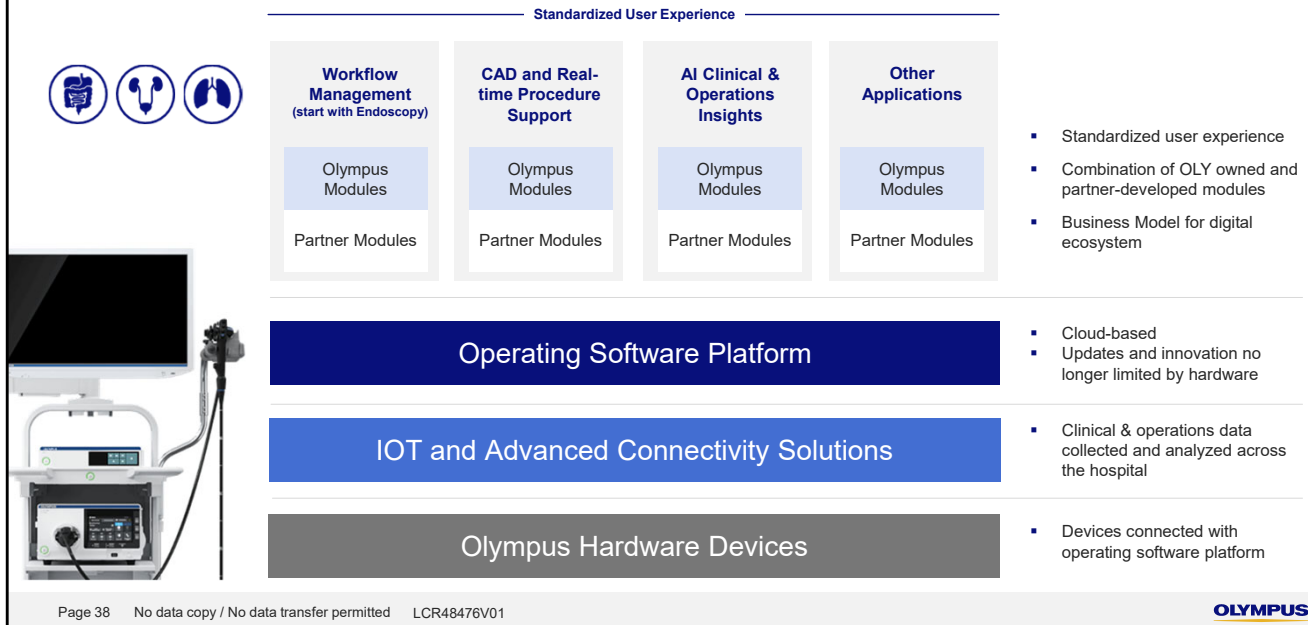 Standardized User Experience
Workflow
Management
(start with Endoscopy)
Olympus
Modules
Partner Modules
CAD and Real-
time Procedure
Support
Olympus
Modules
Partner Modules
AI Clinical &
Operations
Insights
Olympus
Modules
Partner Modules
Other
Applications
Olympus
Modules
Partner Modules
▪ Standardized user experience
▪ Combination of OLY owned and
partner-developed modules
▪ Business Model for digital
ecosystem
Operating Software Platform
▪ Cloud-based
▪ Updates and innovation no
longer limited by hardware
IOT and Advanced Connectivity Solutions
▪ Clinical & operations data
collected and analyzed across
the hospital
Olympus Hardware Devices
▪ Devices connected with
operating software platform
Page 38 No data copy / No data transfer permitted LCR48476V01
OLYMPUS